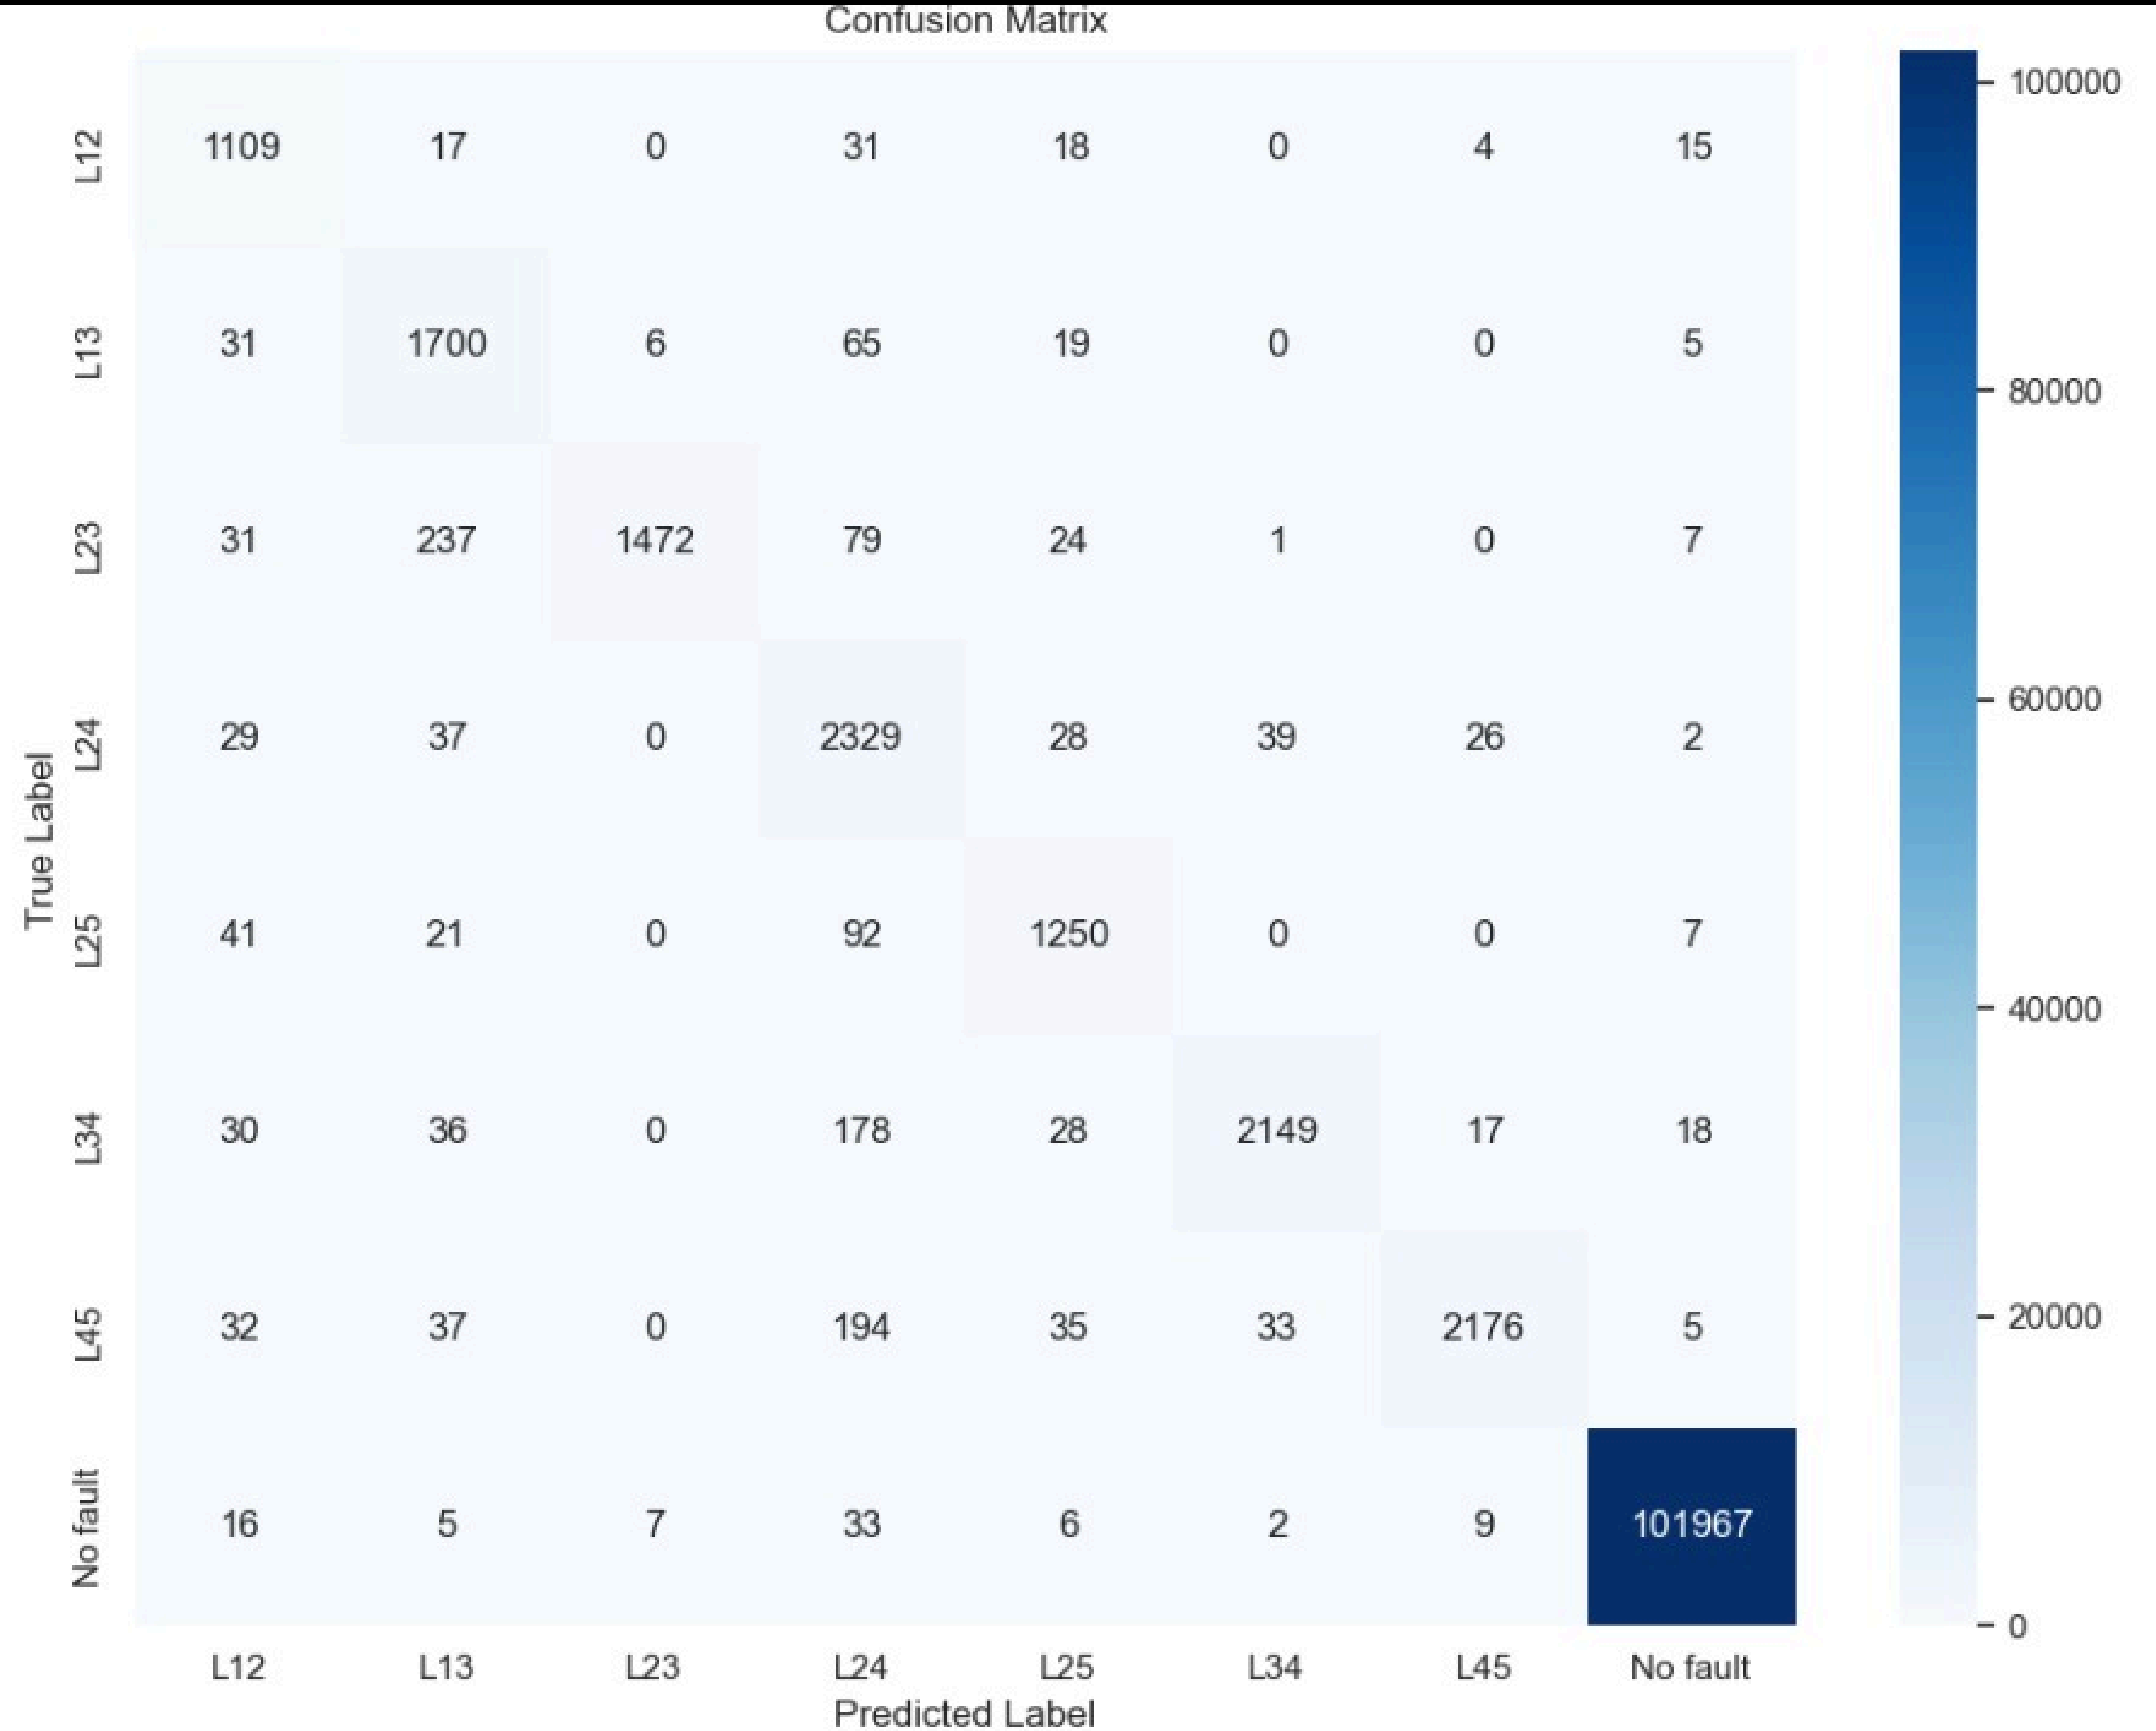 Confusion Matrix
L12 1109 17 0 31 18 0 4 15
L13 31 1700 6 65 19 0 0 5
L23 31 237 1472 79 24 1 0 7
L24 29 37 0 2329 28 39 26 2
L25 41 21 0 92 1250 0 0 7
L34 30 36 0 178 28 2149 17 18
L45 32 37 0 194 35 33 2176 5
No fault 16 5 7 33 6 2 9 101967
L12 L13 L23 L24 L25 L34 L45 No fault
Predicted Label
True Label
100000
80000
60000
40000
20000
0